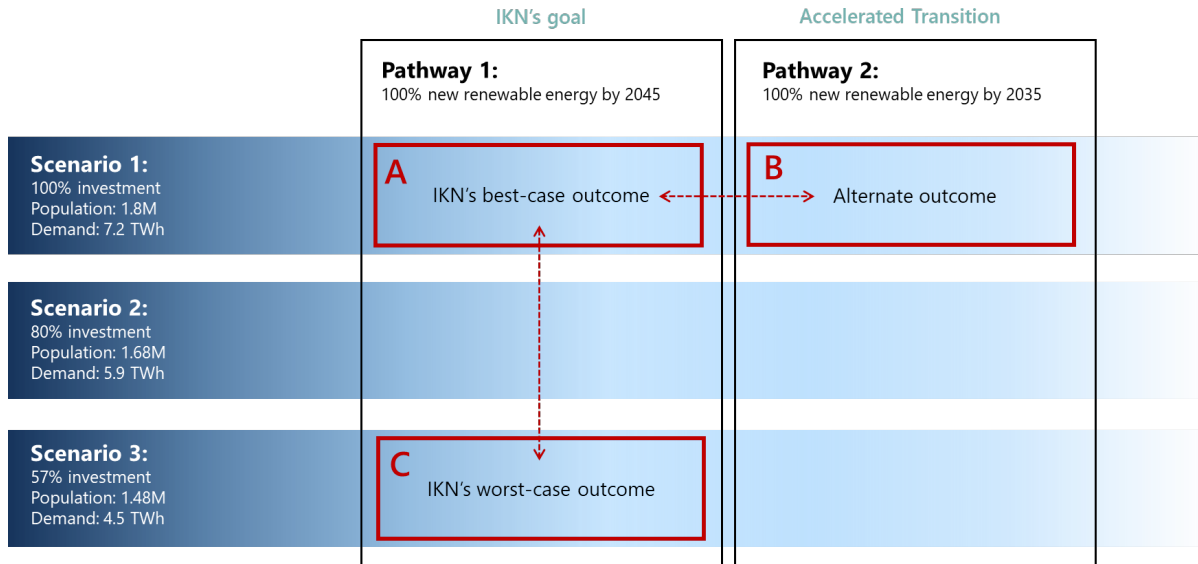 IKN's goal
Accelerated Transition
Pathway 1:
100% new renewable energy by 2045
Pathway 2:
100% new renewable energy by 2035
Scenario 1:
100% investment
Population: 1.8M
Demand: 7.2 TWh
A
IKN's best-case outcome
B
Alternate outcome
Scenario 2:
80% investment
Population: 1.68M
Demand: 5.9 TWh
Scenario 3:
57% investment
Population: 1.48M
Demand: 4.5 TWh
C
IKN's worst-case outcome